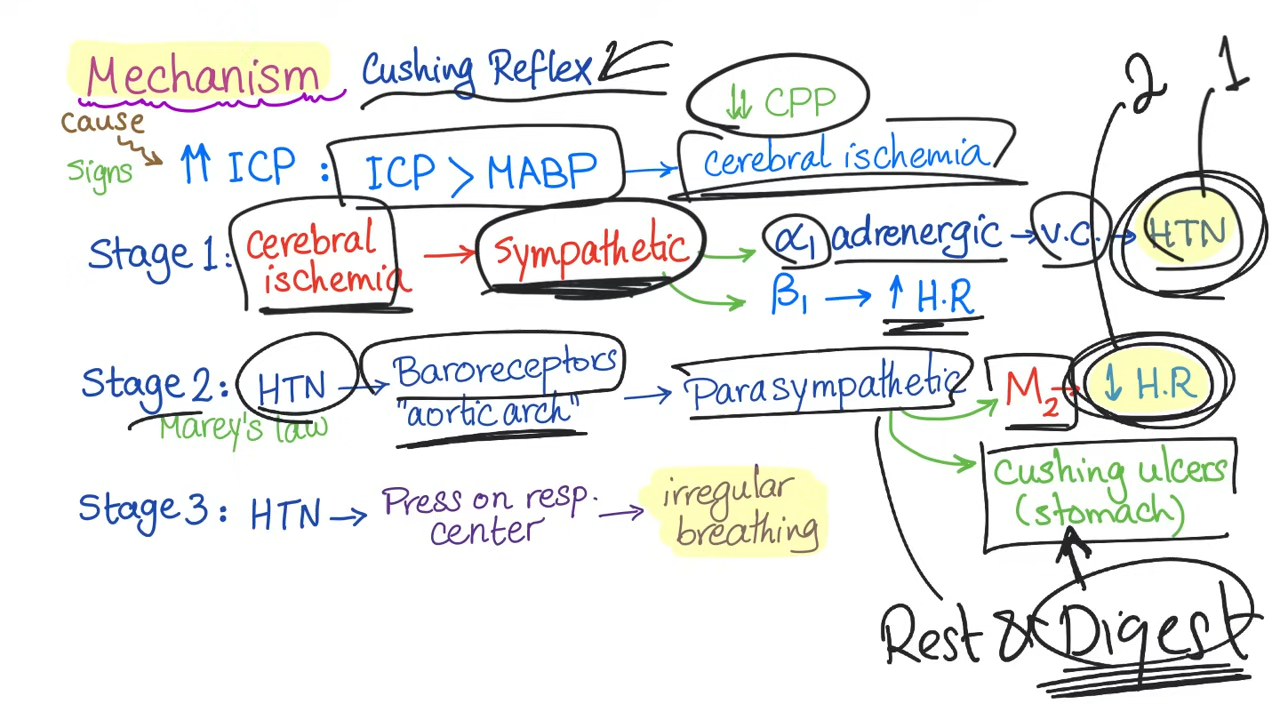 Mechanism Cushing Reflex
2 1
↓↓ CPP
cause
Signs ↑↑ ICP : ICP > MABP → cerebral ischemia
Stage 1: cerebral ischemia → sympathetic → α1 adrenergic → v.c. → HTN
β1 → ↑ H.R
Stage 2: HTN → Baroreceptors "aortic arch" → Parasympathetic → M2 → ↓ H.R
Marey's law
cushing ulcers
(stomach)
Stage 3: HTN → Press on resp. center → irregular breathing
Rest & Digest